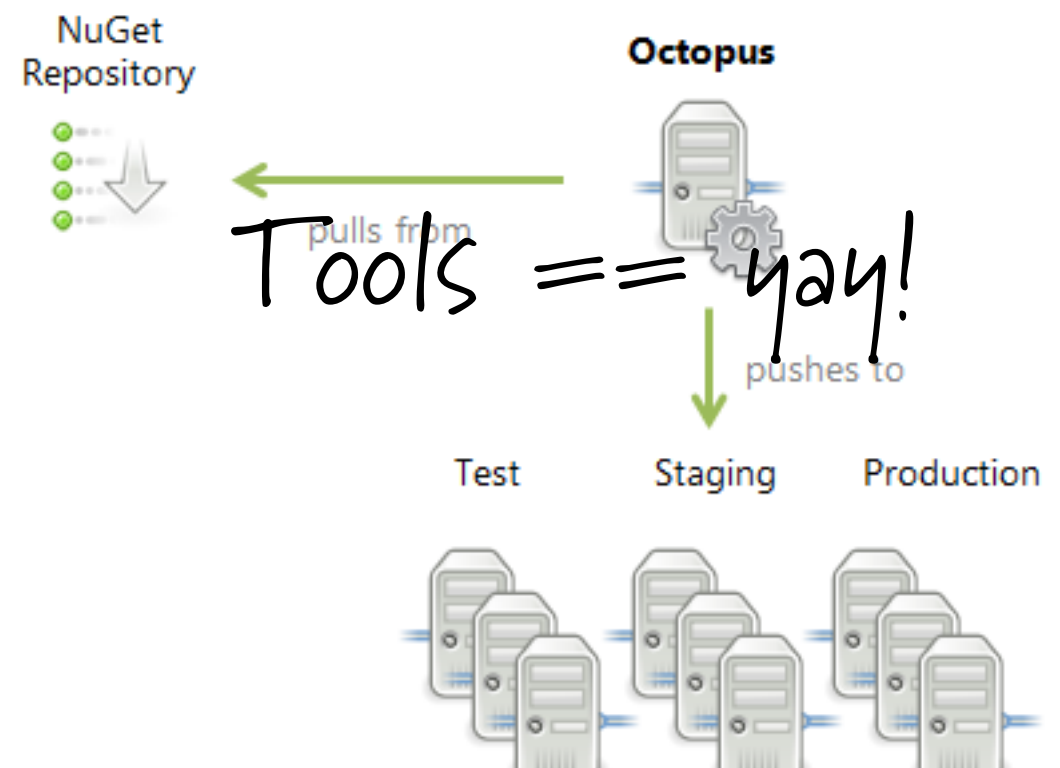 NuGet
Repository
Octopus
pulls from
Tools == yay!
pushes to
Test Staging Production